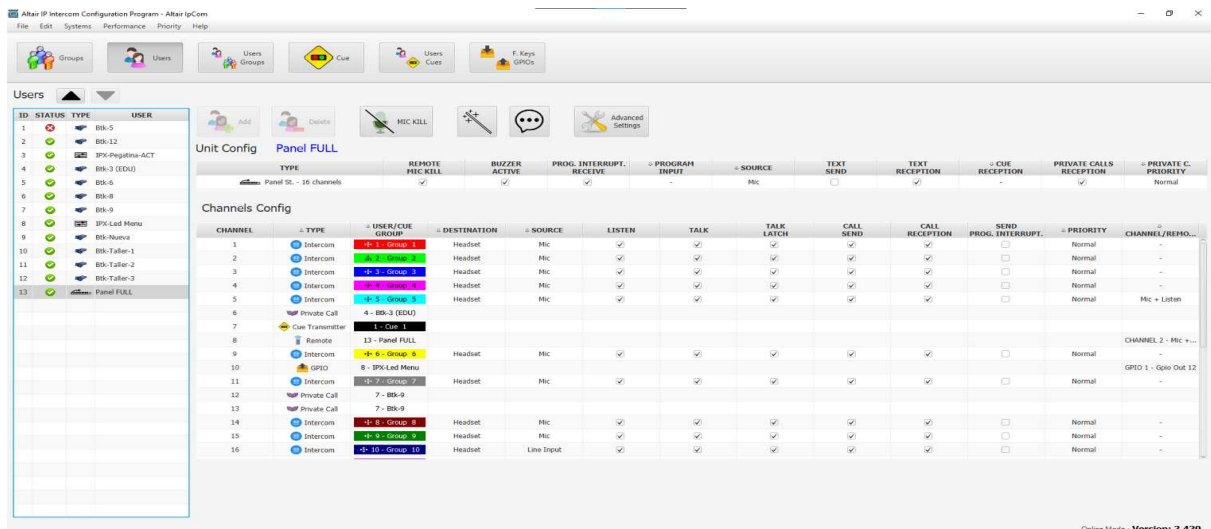 Altair IP Intercom Configuration Program - Altair IpCom
File Edit Systems Performance Priority Help
Groups Users Users Groups Cue Users Cues F. Keys GPIOs
Users
Add Delete MIC KILL Advanced Settings
ID STATUS TYPE USER
1 Btk-5
2 Btk-12
3 IPX-Pegatina-ACT
4 Btk-3 (EDU)
5 Btk-6
6 Btk-8
7 Btk-9
8 IPX-Led Menu
9 Btk-Nueva
10 Btk-Taller-1
11 Btk-Taller-2
12 Btk-Taller-3
13 Panel FULL
Unit Config Panel FULL
TYPE REMOTE MIC KILL BUZZER ACTIVE PROG. INTERRUPT. RECEIVE PROGRAM INPUT SOURCE TEXT SEND TEXT RECEPTION CUE RECEPTION PRIVATE CALLS RECEPTION PRIVATE C. PRIORITY
Panel St. - 16 channels - Mic - Normal
Channels Config
CHANNEL TYPE USER/CUE GROUP DESTINATION SOURCE LISTEN TALK TALK LATCH CALL SEND CALL RECEPTION SEND PROG. INTERRUPT. PRIORITY CHANNEL/REMO...
1 Intercom 1 - Group 1 Headset Mic Normal -
2 Intercom 2 - Group 2 Headset Mic Normal -
3 Intercom 3 - Group 3 Headset Mic Normal -
4 Intercom 4 - Group 4 Headset Mic Normal -
5 Intercom 5 - Group 5 Headset Mic Normal Mic + Listen
6 Private Call 4 - Btk-3 (EDU)
7 Cue Transmitter 1 - Cue 1
8 Remote 13 - Panel FULL CHANNEL 2 - Mic +...
9 Intercom 6 - Group 6 Headset Mic Normal -
10 GPIO 8 - IPX-Led Menu GPIO 1 - Gpio Out 12
11 Intercom 7 - Group 7 Headset Mic Normal -
12 Private Call 7 - Btk-9
13 Private Call 7 - Btk-9
14 Intercom 8 - Group 8 Headset Mic Normal -
15 Intercom 9 - Group 9 Headset Mic Normal -
16 Intercom 10 - Group 10 Headset Line Input Normal -
Online Mode - Version: 3.420